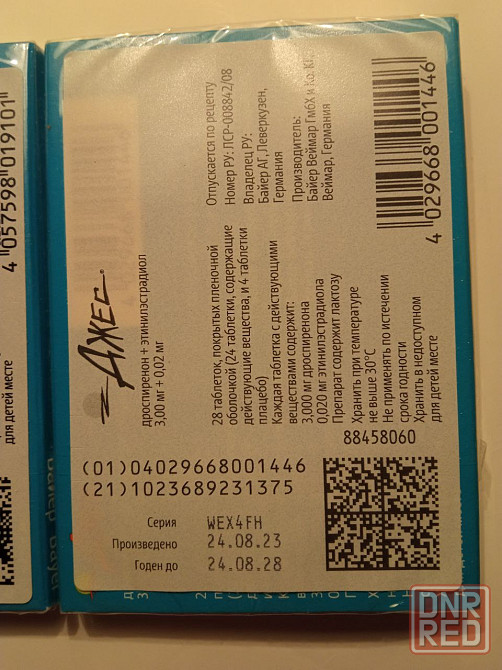 Джес®
дроспиренон + этинилэстрадиол
3,00 мг + 0,02 мг
28 таблеток, покрытых пленочной
оболочкой (24 таблетки, содержащие
действующие вещества, и 4 таблетки
плацебо)
Каждая таблетка с действующими
веществами содержит:
3,000 мг дроспиренона
0,020 мг этинилэстрадиола
Препарат содержит лактозу
Хранить при температуре
не выше 30°С
Не применять по истечении
срока годности
Хранить в недоступном
для детей месте
Отпускается по рецепту
Номер РУ: ЛСР-008842/08
Владелец РУ:
Байер АГ, Леверкузен,
Германия
Производитель:
Байер Веймар ГмбХ и Ко. КГ,
Веймар, Германия
4 029668 001446
88458060
(01)04029668001446
(21)1023689231375
Серия WEX4FH
Произведено 24.08.23
Годен до 24.08.28
4 057598 019101
для детей месте
Байер Bayer
DNR
RED